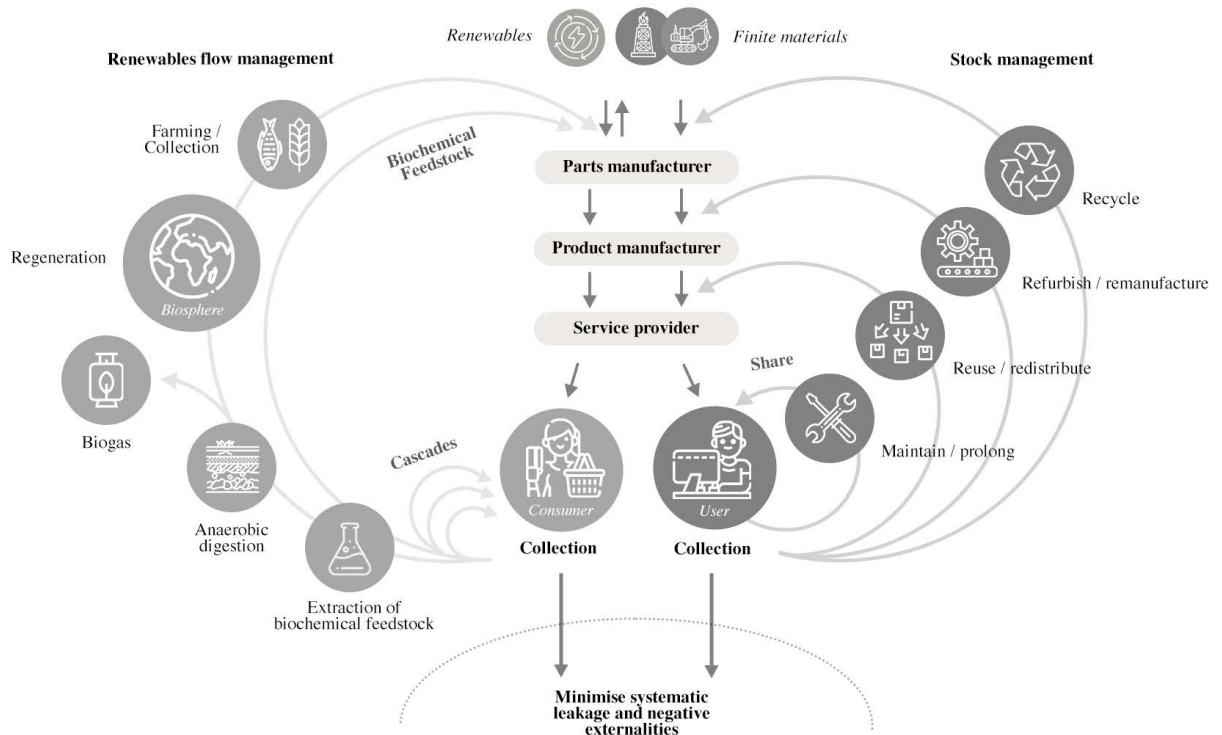 Renewables
Finite materials
Renewables flow management
Stock management
Farming /
Collection
Biochemical
Feedstock
Parts manufacturer
Recycle
Regeneration
Biosphere
Product manufacturer
Refurbish / remanufacture
Service provider
Share
Reuse / redistribute
Biogas
Cascades
Maintain / prolong
Consumer
User
Anaerobic
digestion
Collection
Collection
Extraction of
biochemical feedstock
Minimise systematic
leakage and negative
externalities